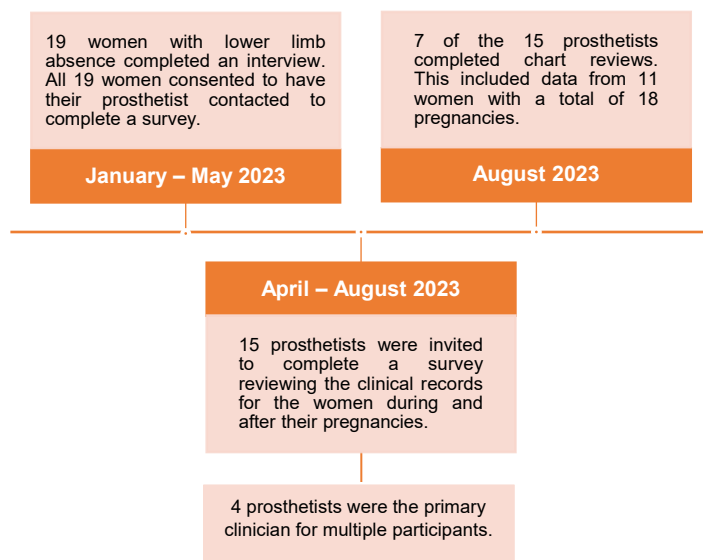 19 women with lower limb
absence completed an interview.
All 19 women consented to have
their prosthetist contacted to
complete a survey.
January – May 2023
7 of the 15 prosthetists
completed chart reviews.
This included data from 11
women with a total of 18
pregnancies.
August 2023
April – August 2023
15 prosthetists were invited
to complete a survey
reviewing the clinical records
for the women during and
after their pregnancies.
4 prosthetists were the primary
clinician for multiple participants.